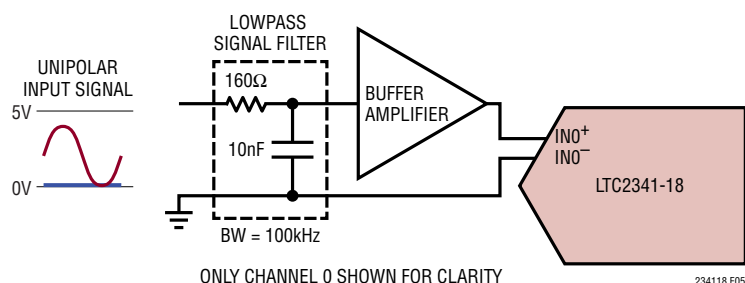 LOWPASS
SIGNAL FILTER
UNIPOLAR
INPUT SIGNAL
5V
0V
160Ω
10nF
BUFFER
AMPLIFIER
IN0+
IN0–
LTC2341-18
BW = 100kHz
ONLY CHANNEL 0 SHOWN FOR CLARITY
234118 F05